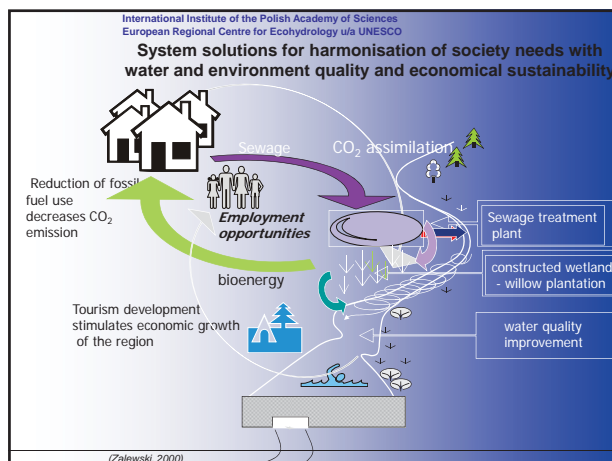 International Institute of the Polish Academy of Sciences
European Regional Centre for Ecohydrology u/a UNESCO
System solutions for harmonisation of society needs with
water and environment quality and economical sustainability
Sewage
CO2 assimilation
Reduction of fossil
fuel use
decreases CO2
emission
Employment
opportunities
Sewage treatment
plant
bioenergy
constructed wetland
- willow plantation
Tourism development
stimulates economic growth
of the region
water quality
improvement
(Zalewski, 2000)